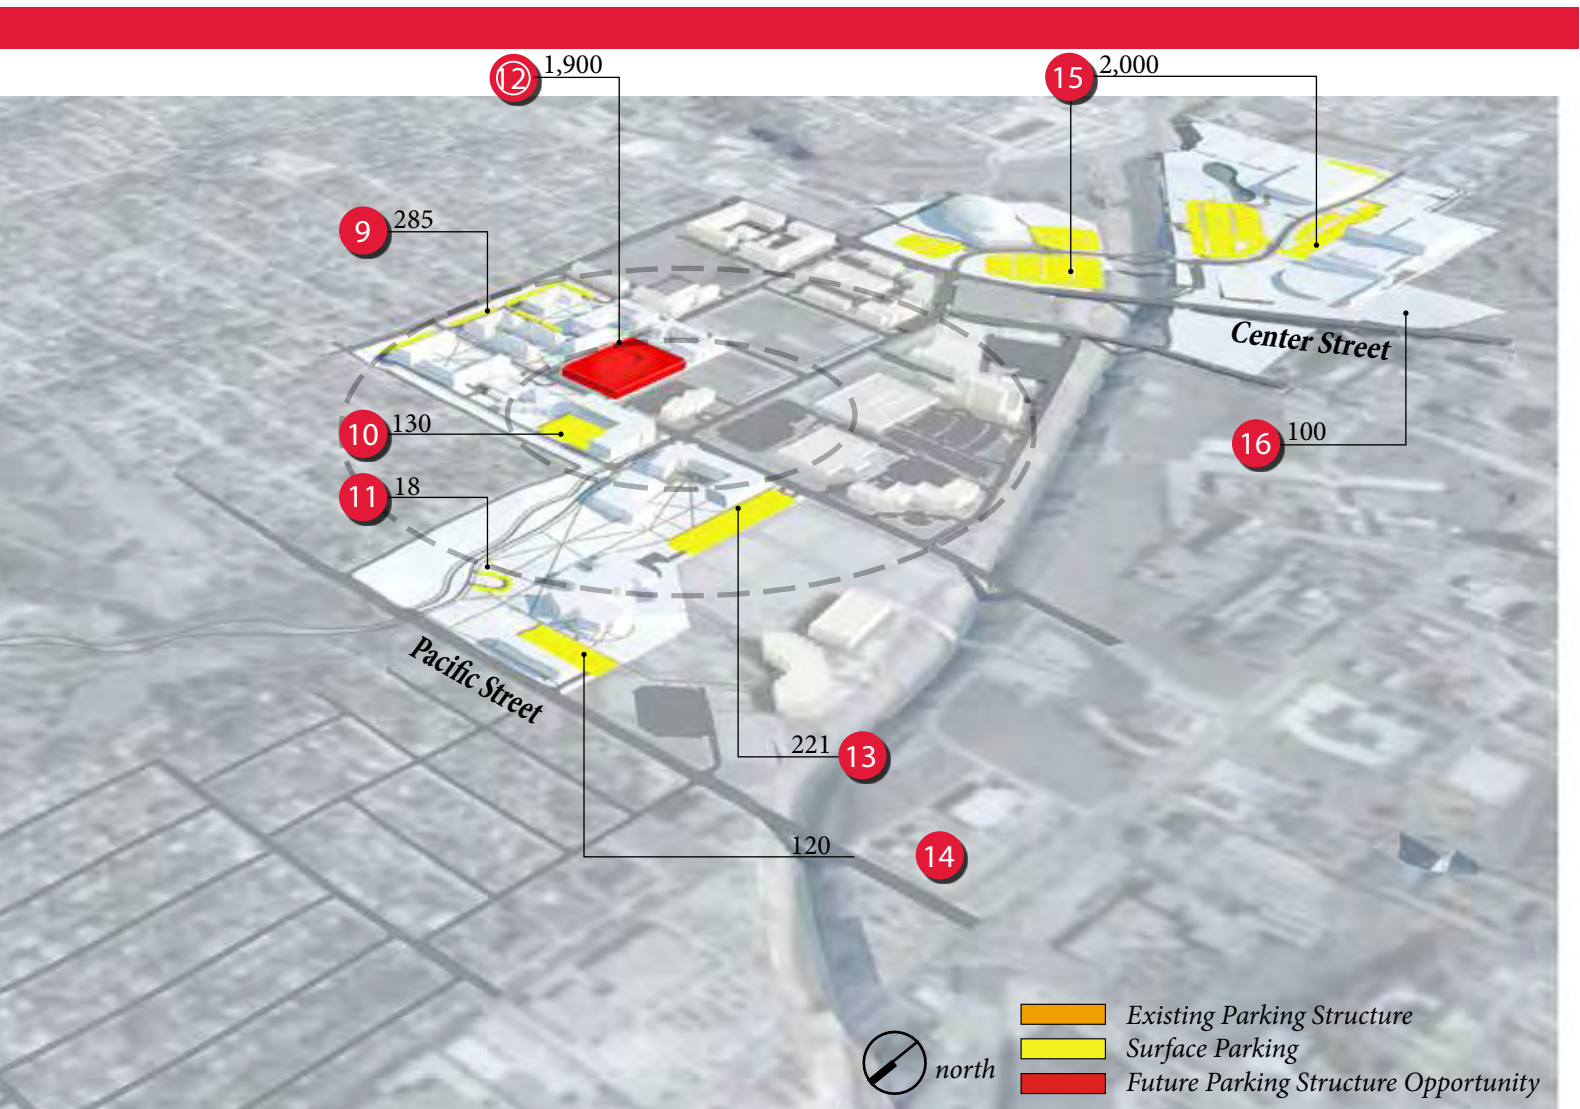 12 1,900
15 2,000
9 285
Center Street
10 130
16 100
11 18
Pacific Street
221 13
120 14
north
Existing Parking Structure
Surface Parking
Future Parking Structure Opportunity